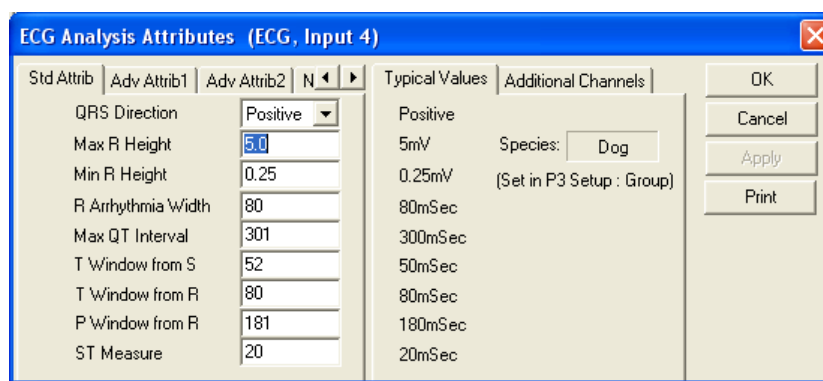 ECG Analysis Attributes (ECG, Input 4)
Std Attrib Adv Attrib1 Adv Attrib2 N
Typical Values Additional Channels
QRS Direction Positive
Max R Height 5.0
Min R Height 0.25
R Arrhythmia Width 80
Max QT Interval 301
T Window from S 52
T Window from R 80
P Window from R 181
ST Measure 20
Positive
5mV
0.25mV
80mSec
300mSec
50mSec
80mSec
180mSec
20mSec
Species: Dog
(Set in P3 Setup : Group)
OK
Cancel
Apply
Print